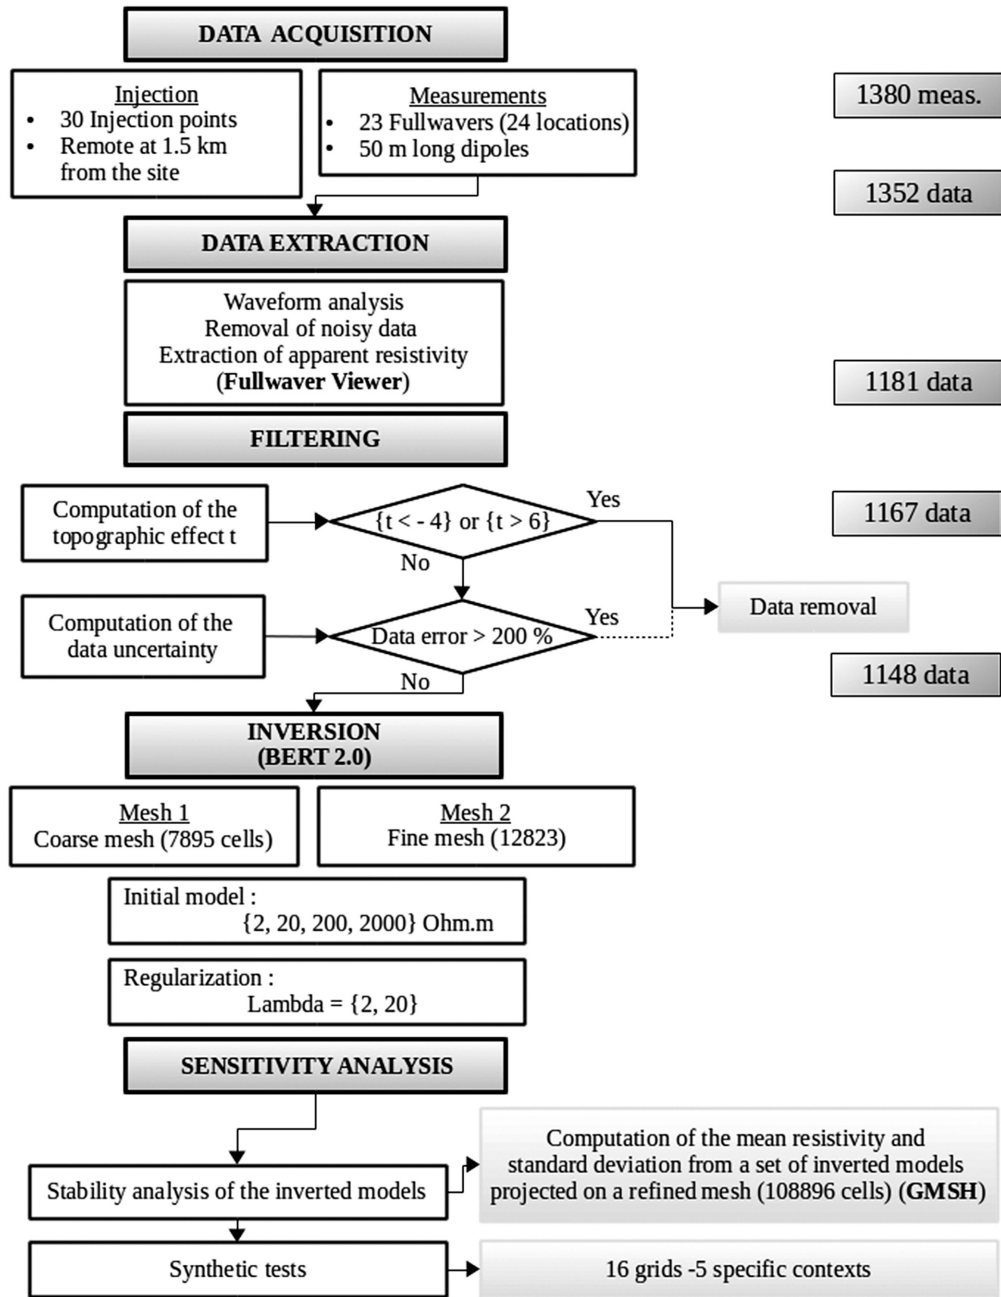 DATA ACQUISITION
Injection
• 30 Injection points
• Remote at 1.5 km
from the site
Measurements
• 23 Fullwavers (24 locations)
• 50 m long dipoles
1380 meas.
1352 data
DATA EXTRACTION
Waveform analysis
Removal of noisy data
Extraction of apparent resistivity
(Fullwaver Viewer)
1181 data
FILTERING
Computation of the
topographic effect t
{t < - 4} or {t > 6}
Yes
No
1167 data
Data removal
Computation of the
data uncertainty
Data error > 200 %
Yes
No
1148 data
INVERSION
(BERT 2.0)
Mesh 1
Coarse mesh (7895 cells)
Mesh 2
Fine mesh (12823)
Initial model :
{2, 20, 200, 2000} Ohm.m
Regularization :
Lambda = {2, 20}
SENSITIVITY ANALYSIS
Stability analysis of the inverted models
Computation of the mean resistivity and
standard deviation from a set of inverted models
projected on a refined mesh (108896 cells) (GMSH)
Synthetic tests
16 grids -5 specific contexts